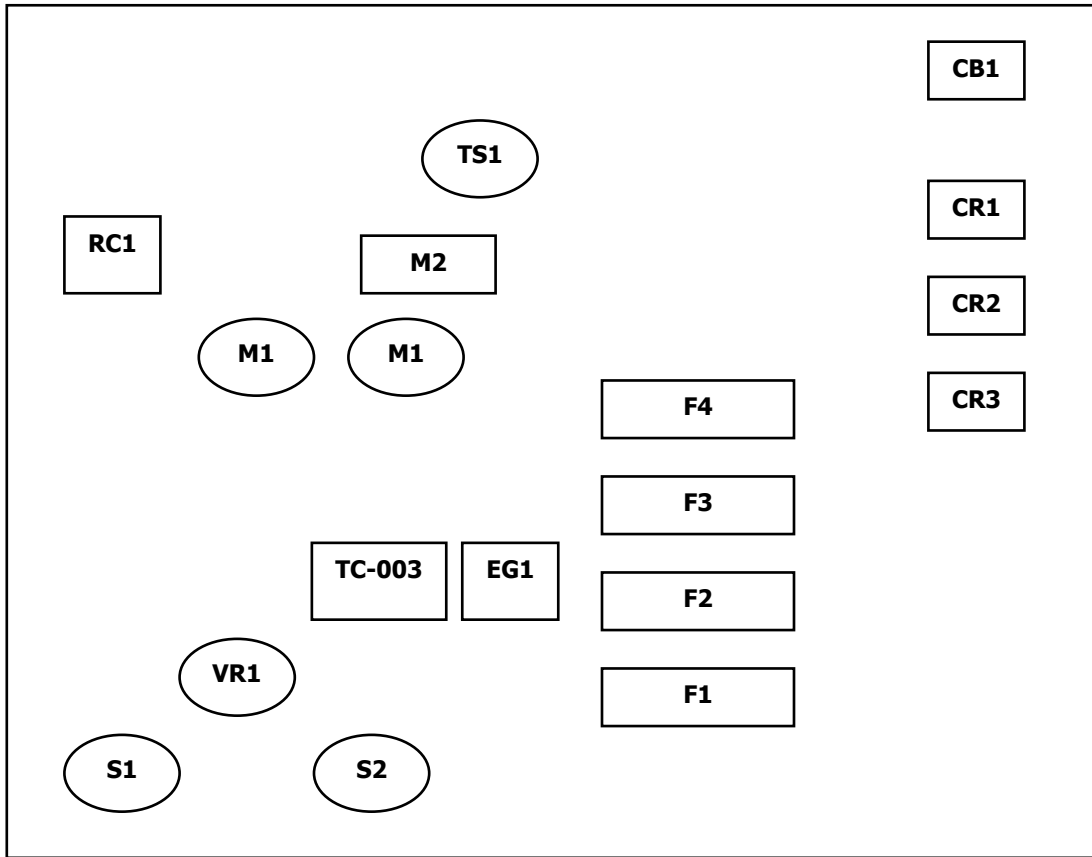 CB1
TS1
CR1
RC1
M2
CR2
M1 M1
CR3
F4
F3
TC-003 EG1
F2
VR1
F1
S1 S2